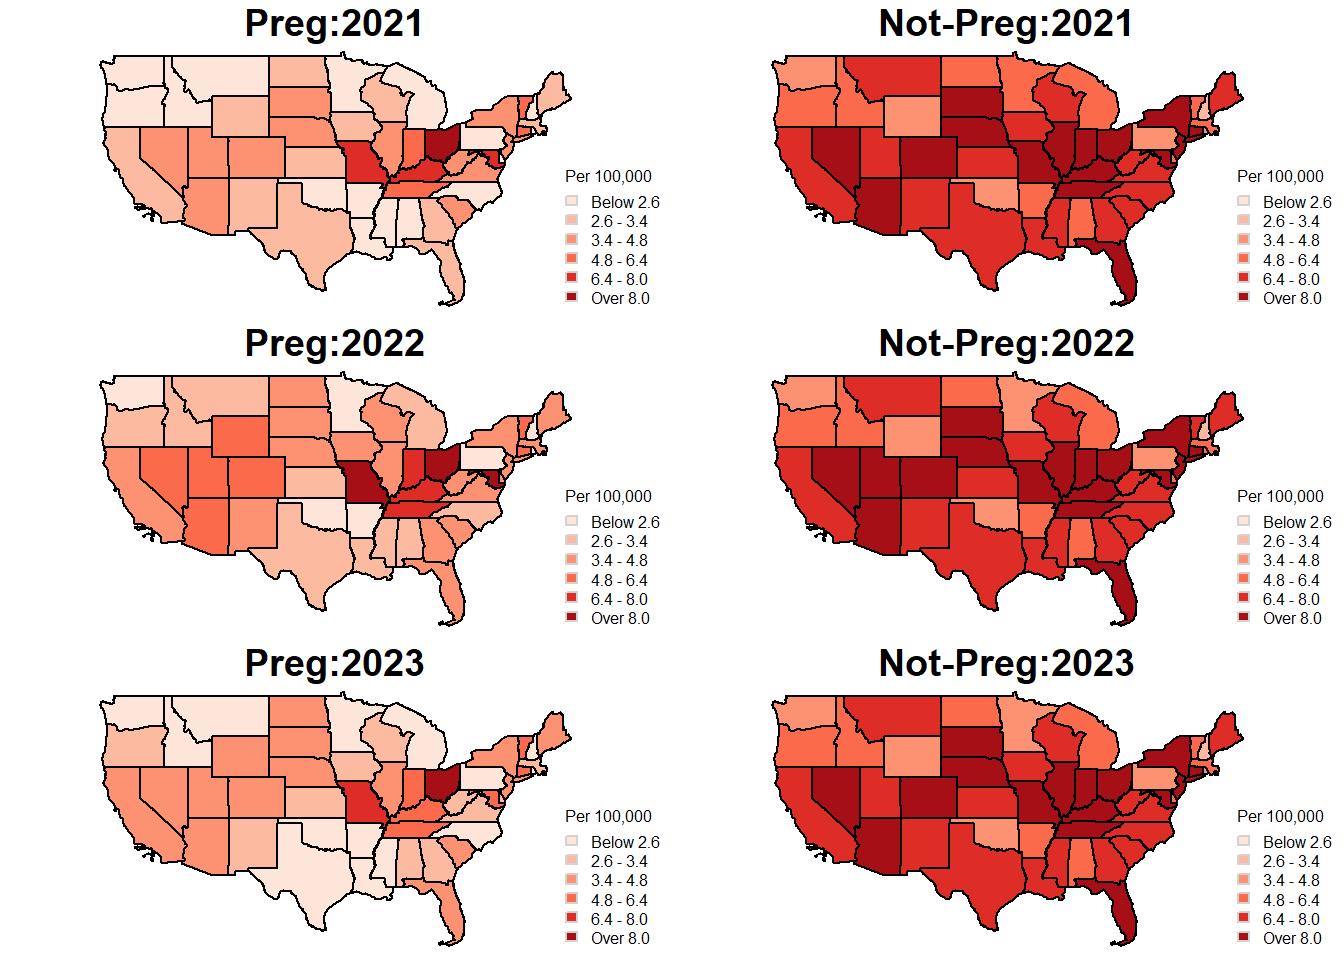 Preg:2021
Per 100,000
Below 2.6
2.6 - 3.4
3.4 - 4.8
4.8 - 6.4
6.4 - 8.0
Over 8.0
Not-Preg:2021
Per 100,000
Below 2.6
2.6 - 3.4
3.4 - 4.8
4.8 - 6.4
6.4 - 8.0
Over 8.0
Preg:2022
Per 100,000
Below 2.6
2.6 - 3.4
3.4 - 4.8
4.8 - 6.4
6.4 - 8.0
Over 8.0
Not-Preg:2022
Per 100,000
Below 2.6
2.6 - 3.4
3.4 - 4.8
4.8 - 6.4
6.4 - 8.0
Over 8.0
Preg:2023
Per 100,000
Below 2.6
2.6 - 3.4
3.4 - 4.8
4.8 - 6.4
6.4 - 8.0
Over 8.0
Not-Preg:2023
Per 100,000
Below 2.6
2.6 - 3.4
3.4 - 4.8
4.8 - 6.4
6.4 - 8.0
Over 8.0